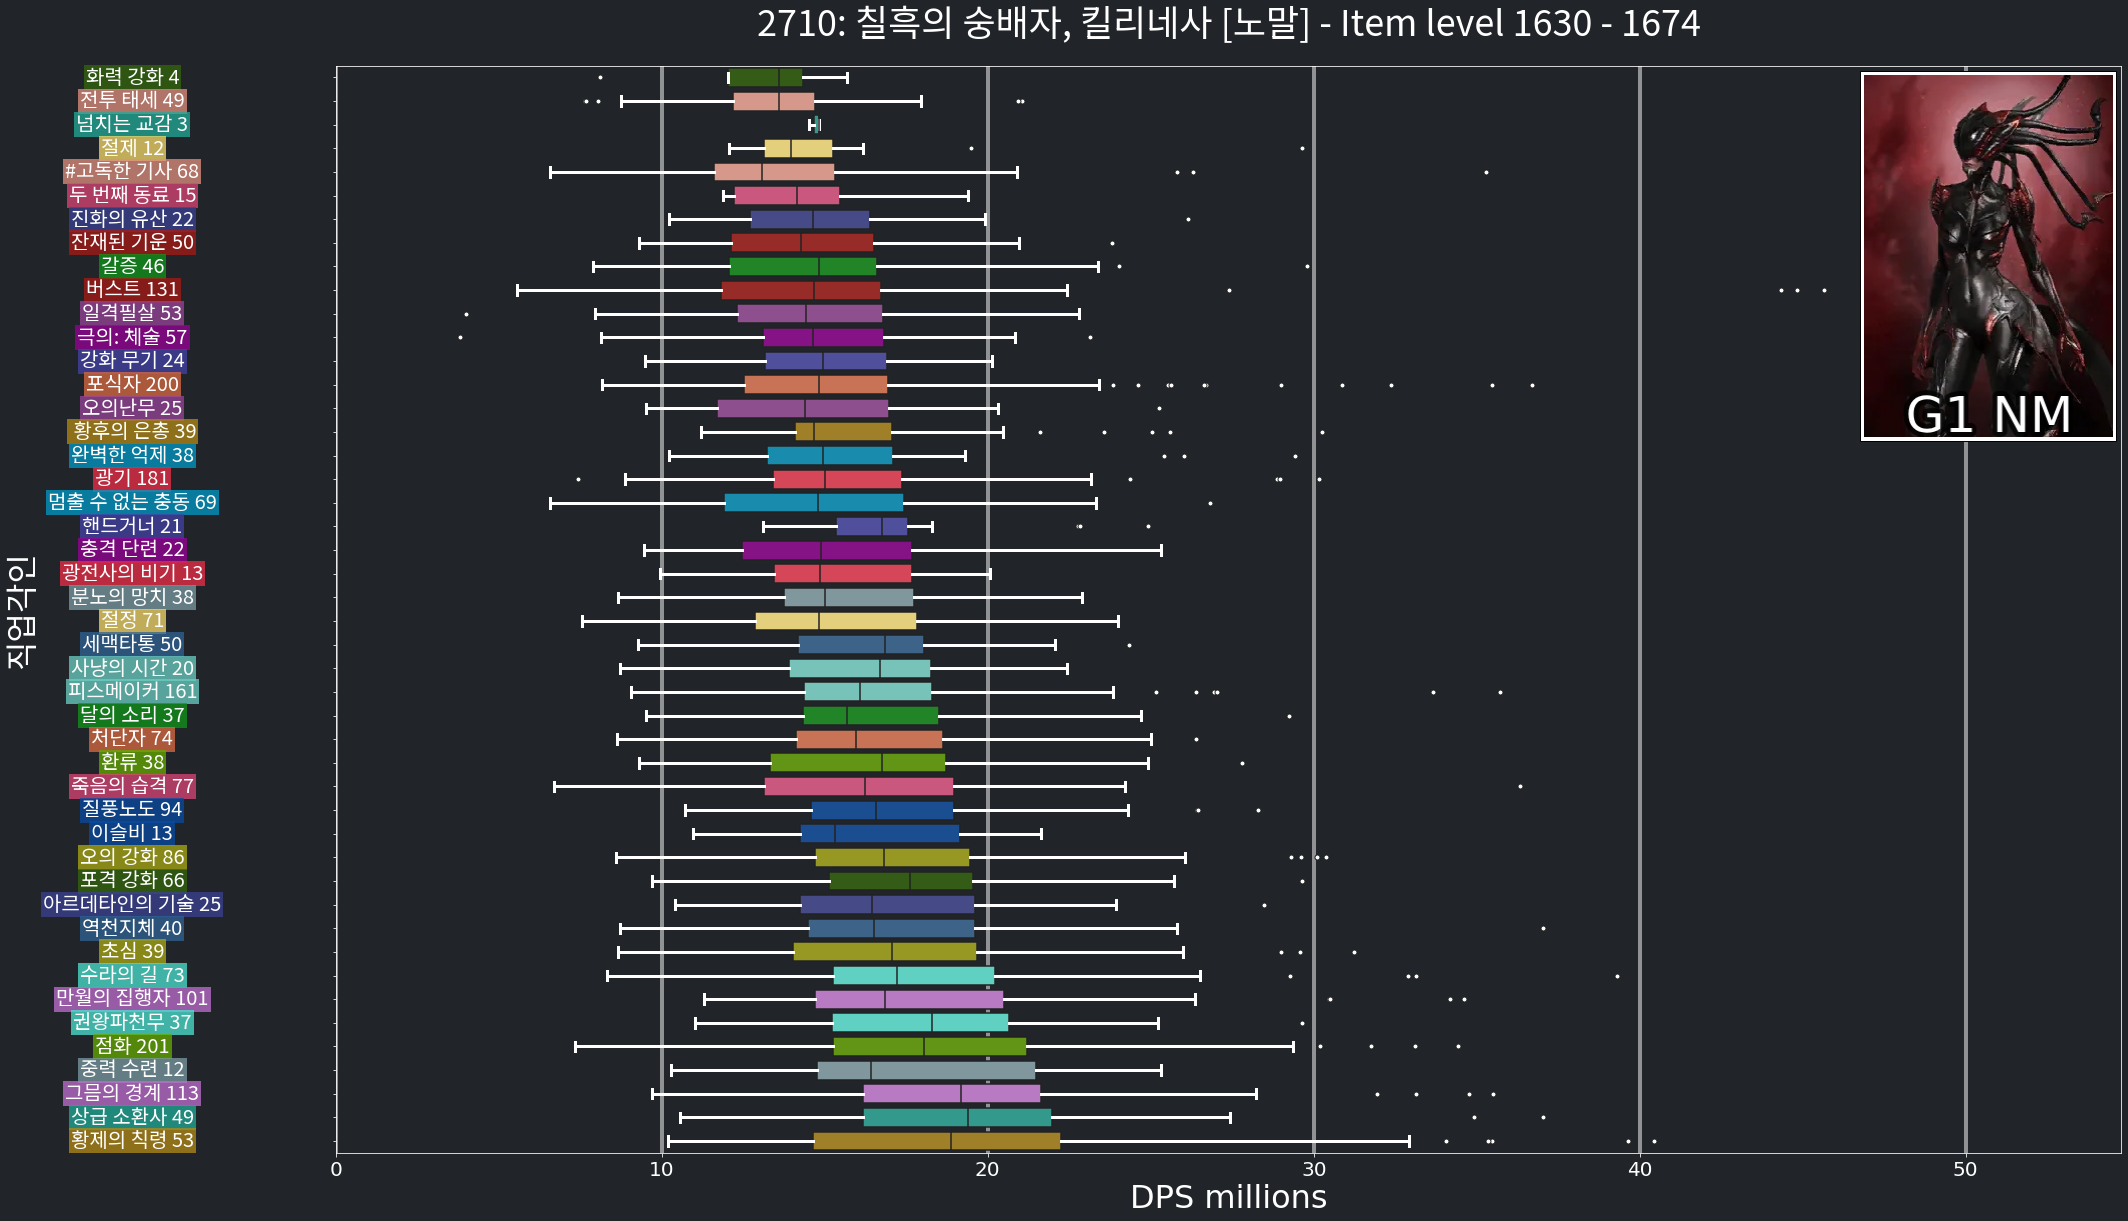 2710: 칠흑의 숭배자, 킬리네사 [노말] - Item level 1630 - 1674
화력 강화 4
전투 태세 49
넘치는 교감 3
절제 12
#고독한 기사 68
두 번째 동료 15
진화의 유산 22
잔재된 기운 50
갈증 46
버스트 131
일격필살 53
극의: 체술 57
강화 무기 24
포식자 200
오의난무 25
황후의 은총 39
완벽한 억제 38
광기 181
멈출 수 없는 충동 69
핸드거너 21
충격 단련 22
광전사의 비기 13
분노의 망치 38
절정 71
세맥타통 50
사냥의 시간 20
피스메이커 161
달의 소리 37
처단자 74
환류 38
죽음의 습격 77
질풍노도 94
이슬비 13
오의 강화 86
포격 강화 66
아르데타인의 기술 25
역천지체 40
초심 39
수라의 길 73
만월의 집행자 101
권왕파천무 37
점화 201
중력 수련 12
그믐의 경계 113
상급 소환사 49
황제의 칙령 53
직업각인
G1 NM
0 10 20 30 40 50
DPS millions